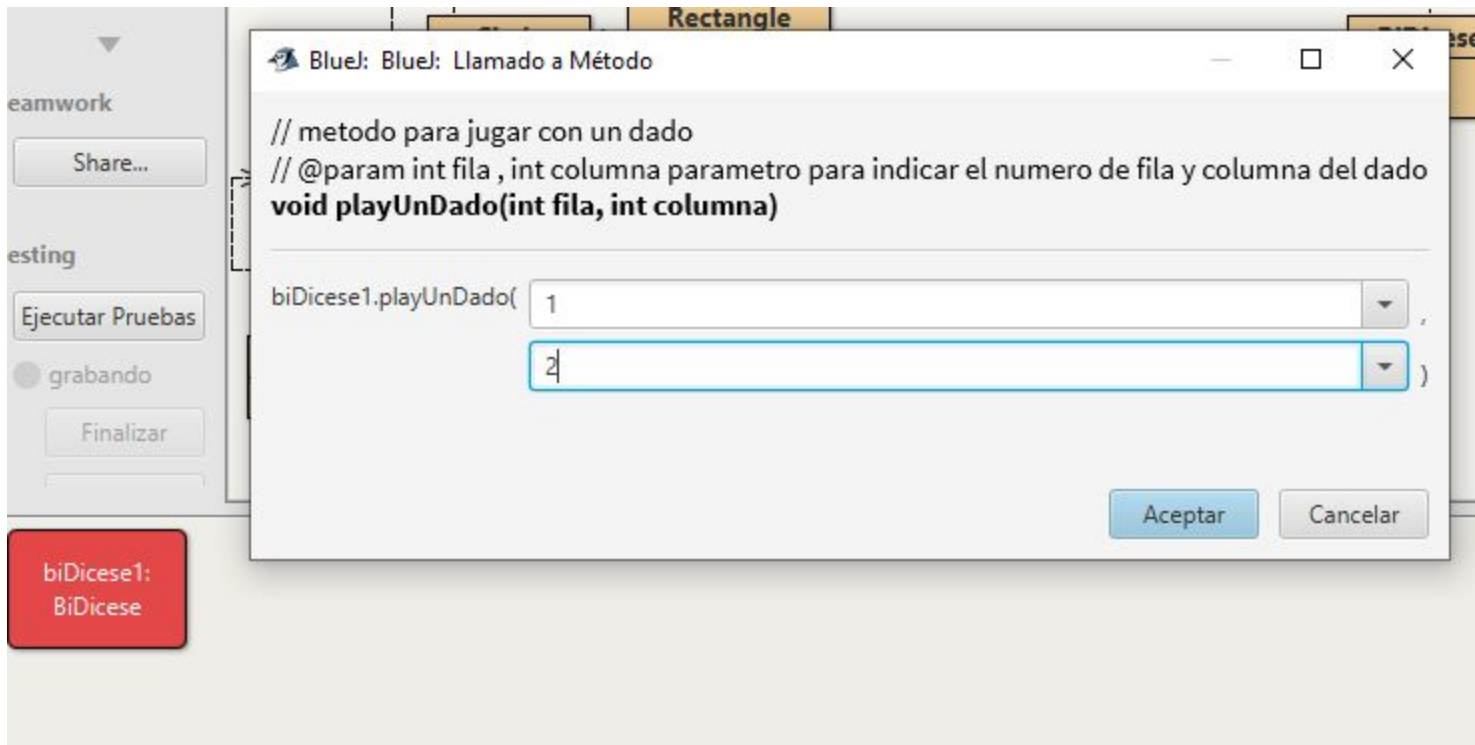 Rectangle
BlueJ: BlueJ: Llamado a Método
// metodo para jugar con un dado
// @param int fila , int columna parametro para indicar el numero de fila y columna del dado
void playUnDado(int fila, int columna)
biDicese1.playUnDado(
1
,
2
)
Aceptar
Cancelar
eamwork
Share...
esting
Ejecutar Pruebas
grabando
Finalizar
biDicese1:
BiDicese